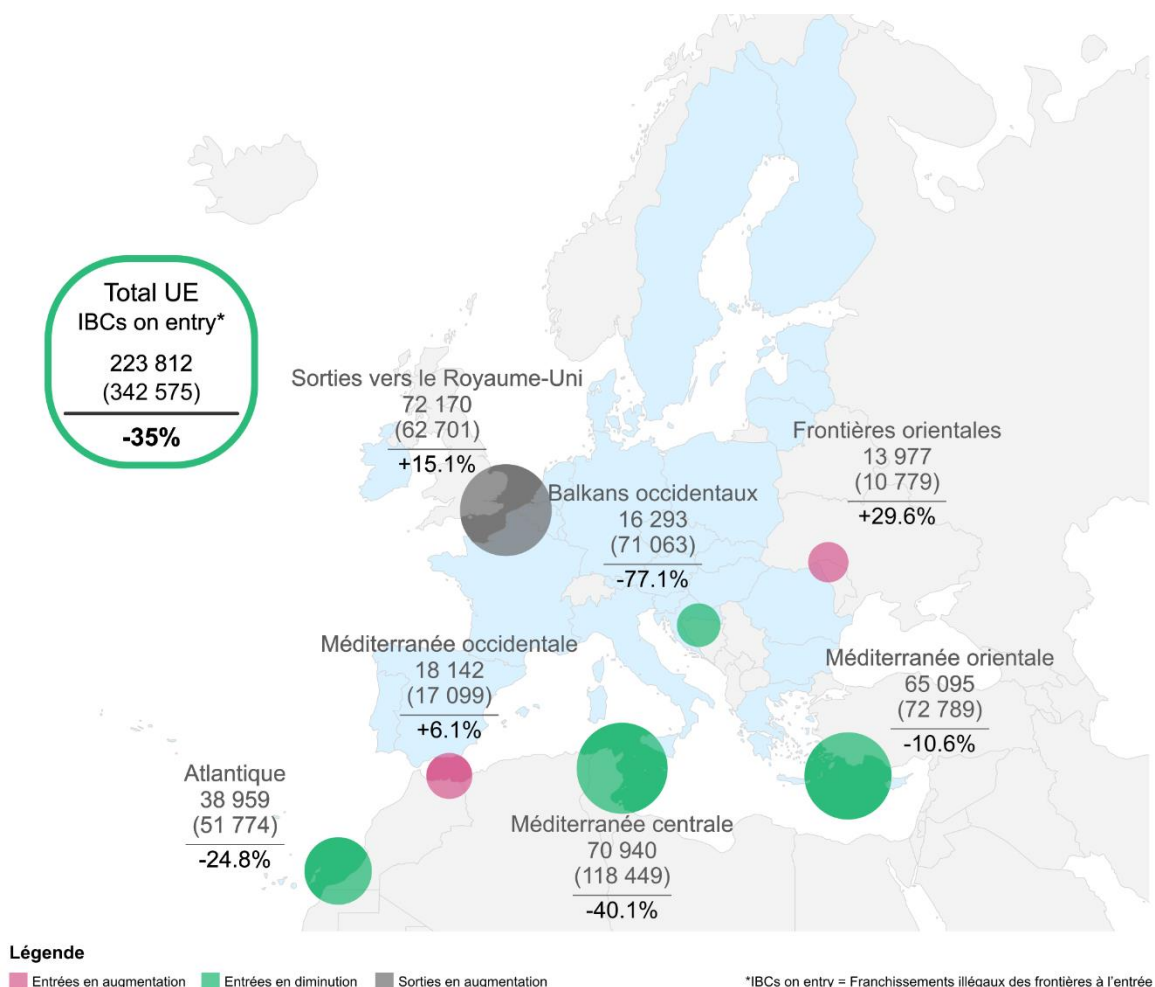 Total UE
IBCs on entry*
223 812
(342 575)
-35%
Sorties vers le Royaume-Uni
72 170
(62 701)
+15.1%
Frontières orientales
13 977
(10 779)
+29.6%
Balkans occidentaux
16 293
(71 063)
-77.1%
Méditerranée occidentale
18 142
(17 099)
+6.1%
Méditerranée orientale
65 095
(72 789)
-10.6%
Atlantique
38 959
(51 774)
-24.8%
Méditerranée centrale
70 940
(118 449)
-40.1%
Légende
Entrées en augmentation
Entrées en diminution
Sorties en augmentation
*IBCs on entry = Franchissements illégaux des frontières à l'entrée